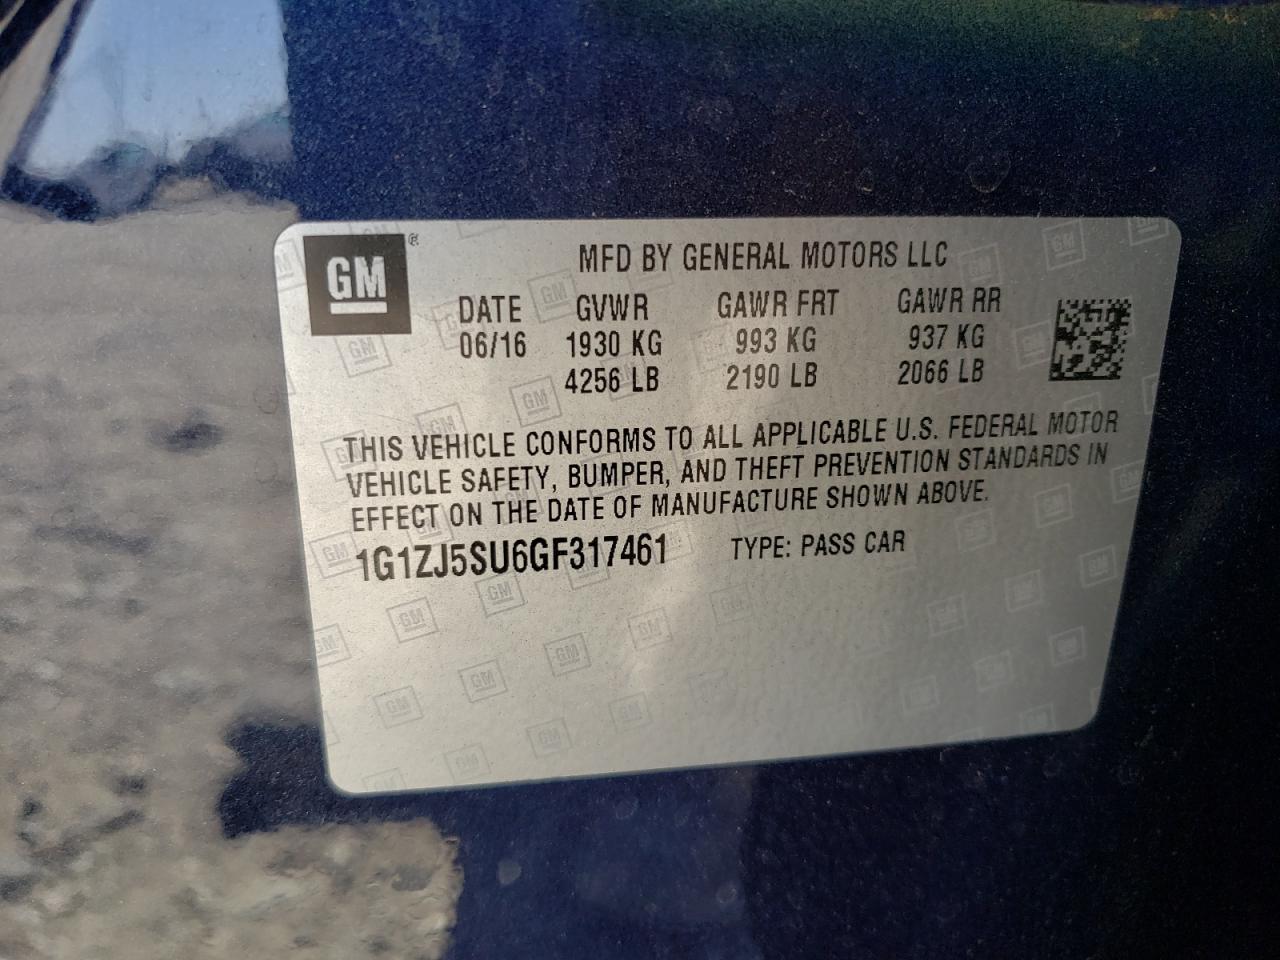 GM®
MFD BY GENERAL MOTORS LLC
DATE GVWR GAWR FRT GAWR RR
06/16 1930 KG 993 KG 937 KG
4256 LB 2190 LB 2066 LB
THIS VEHICLE CONFORMS TO ALL APPLICABLE U.S. FEDERAL MOTOR
VEHICLE SAFETY, BUMPER, AND THEFT PREVENTION STANDARDS IN
EFFECT ON THE DATE OF MANUFACTURE SHOWN ABOVE.
1G1ZJ5SU6GF317461 TYPE: PASS CAR